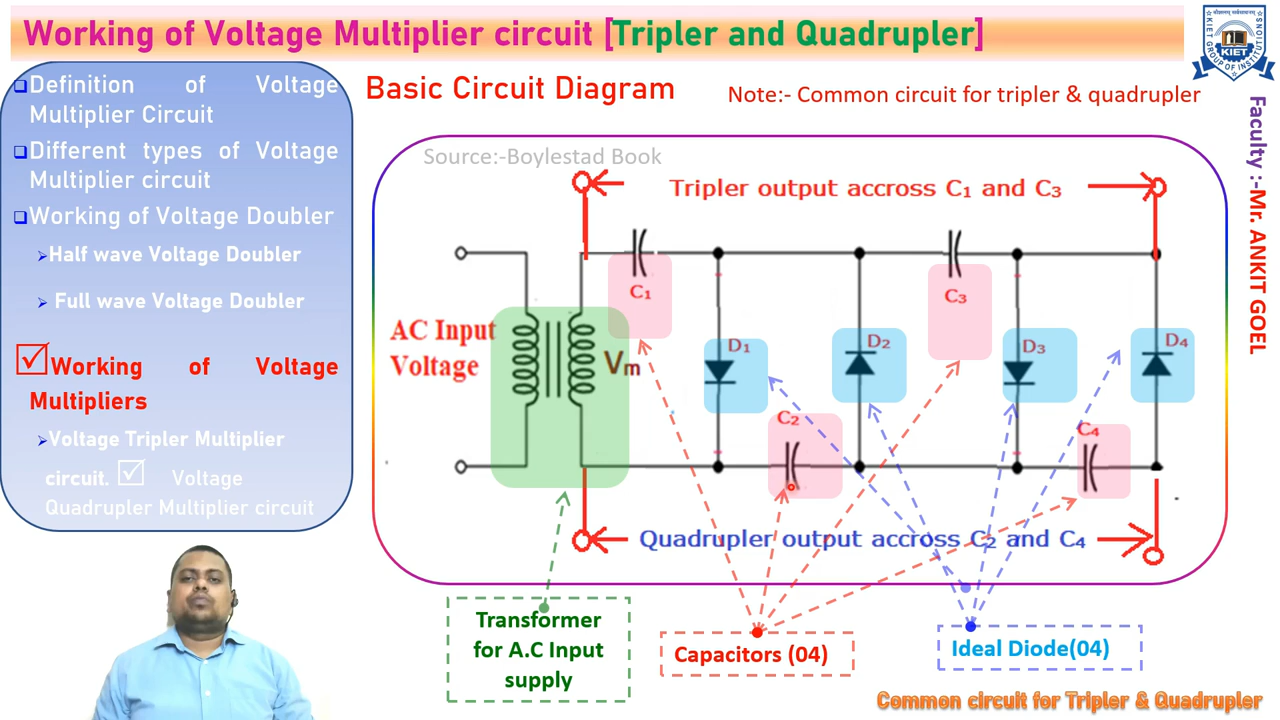 Working of Voltage Multiplier circuit [Tripler and Quadrupler]
KIET
KIET GROUP OF INSTITUTIONS
❑Definition of Voltage
Multiplier Circuit
❑Different types of Voltage
Multiplier circuit
❑Working of Voltage Doubler
➢Half wave Voltage Doubler
➢ Full wave Voltage Doubler
Working of Voltage
Multipliers
➢Voltage Tripler Multiplier
circuit. Voltage
Quadrupler Multiplier circuit
Basic Circuit Diagram
Note:- Common circuit for tripler & quadrupler
Faculty :-Mr. ANKIT GOEL
Source:-Boylestad Book
Tripler output accross C₁ and C₃
C₁
C₃
AC Input
Voltage
Vm
D₁
D₂
D₃
D₄
C₂
C₄
Quadrupler output accross C₂ and C₄
Transformer
for A.C Input
supply
Capacitors (04)
Ideal Diode(04)
Common circuit for Tripler & Quadrupler